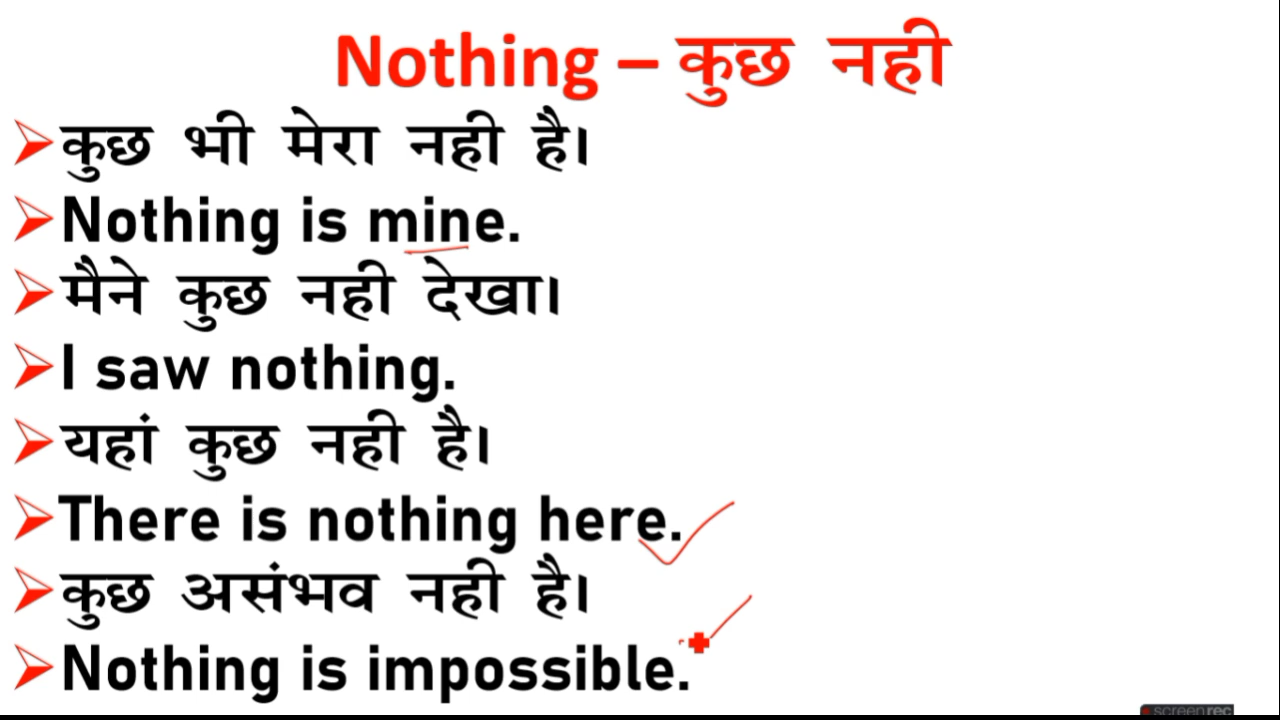 Nothing – कुछ नही
कुछ भी मेरा नही है।
Nothing is mine.
मैने कुछ नही देखा।
I saw nothing.
यहां कुछ नही है।
There is nothing here.
कुछ असंभव नही है।
Nothing is impossible.
screenrec